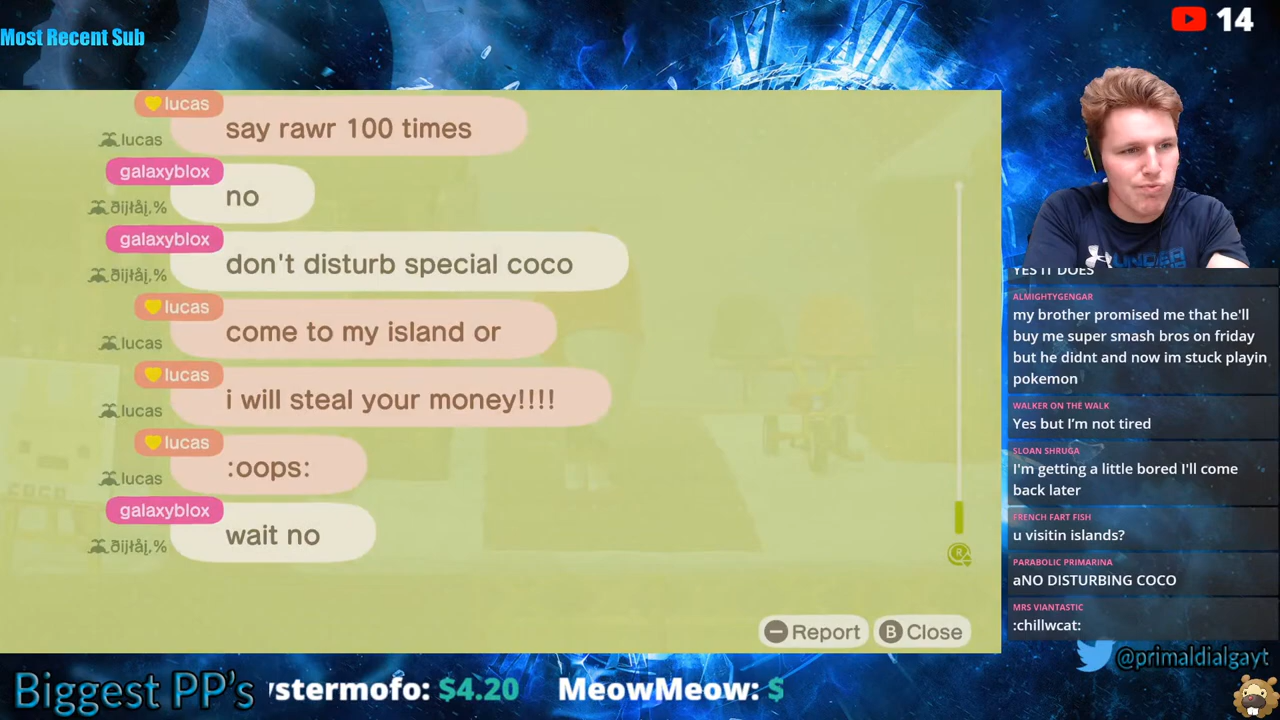 Most Recent Sub
14
lucas
say rawr 100 times
lucas
galaxyblox
no
galaxyblox
don't disturb special coco
lucas
come to my island or
lucas
lucas
i will steal your money!!!!
lucas
lucas
:oops:
lucas
galaxyblox
wait no
Report
B Close
YES IT DOES
ALMIGHTYGENGAR
my brother promised me that he'll
buy me super smash bros on friday
but he didnt and now im stuck playin
pokemon
WALKER ON THE WALK
Yes but I'm not tired
SLOAN SHRUGA
I'm getting a little bored I'll come
back later
FRENCH FART FISH
u visitin islands?
PARABOLIC PRIMARINA
aNO DISTURBING COCO
MRS VIANTASTIC
:chillwcat:
@primaldialgayt
Biggest PP's
stermofo: $4.20 MeowMeow: $